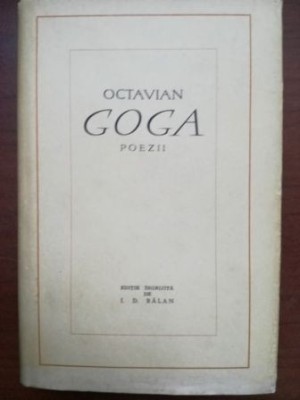 OCTAVIAN
GOGA
POEZII
EDIȚIE ÎNGRIJITĂ
DE
I. D. BĂLAN